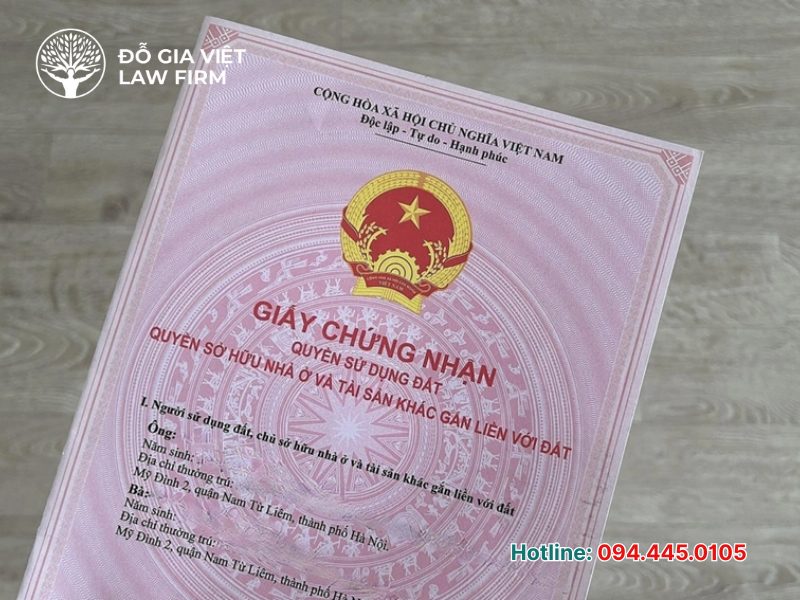 ĐỖ GIA VIỆT
LAW FIRM
CỘNG HÒA XÃ HỘI CHỦ NGHĨA VIỆT NAM
Độc lập - Tự do - Hạnh phúc
GIẤY CHỨNG NHẬN
QUYỀN SỬ DỤNG ĐẤT
QUYỀN SỞ HỮU NHÀ Ở VÀ TÀI SẢN KHÁC GẮN LIỀN VỚI ĐẤT
I. Người sử dụng đất, chủ sở hữu nhà ở và tài sản khác gắn liền với đất
Ông:
Năm sinh:
Địa chỉ thường trú:
Mỹ Đình 2, quận Nam Từ Liêm, thành phố Hà Nội.
Bà:
Năm sinh:
Địa chỉ thường trú:
Mỹ Đình 2, quận Nam Từ Liêm, thành phố Hà
Hotline: 094.445.0105